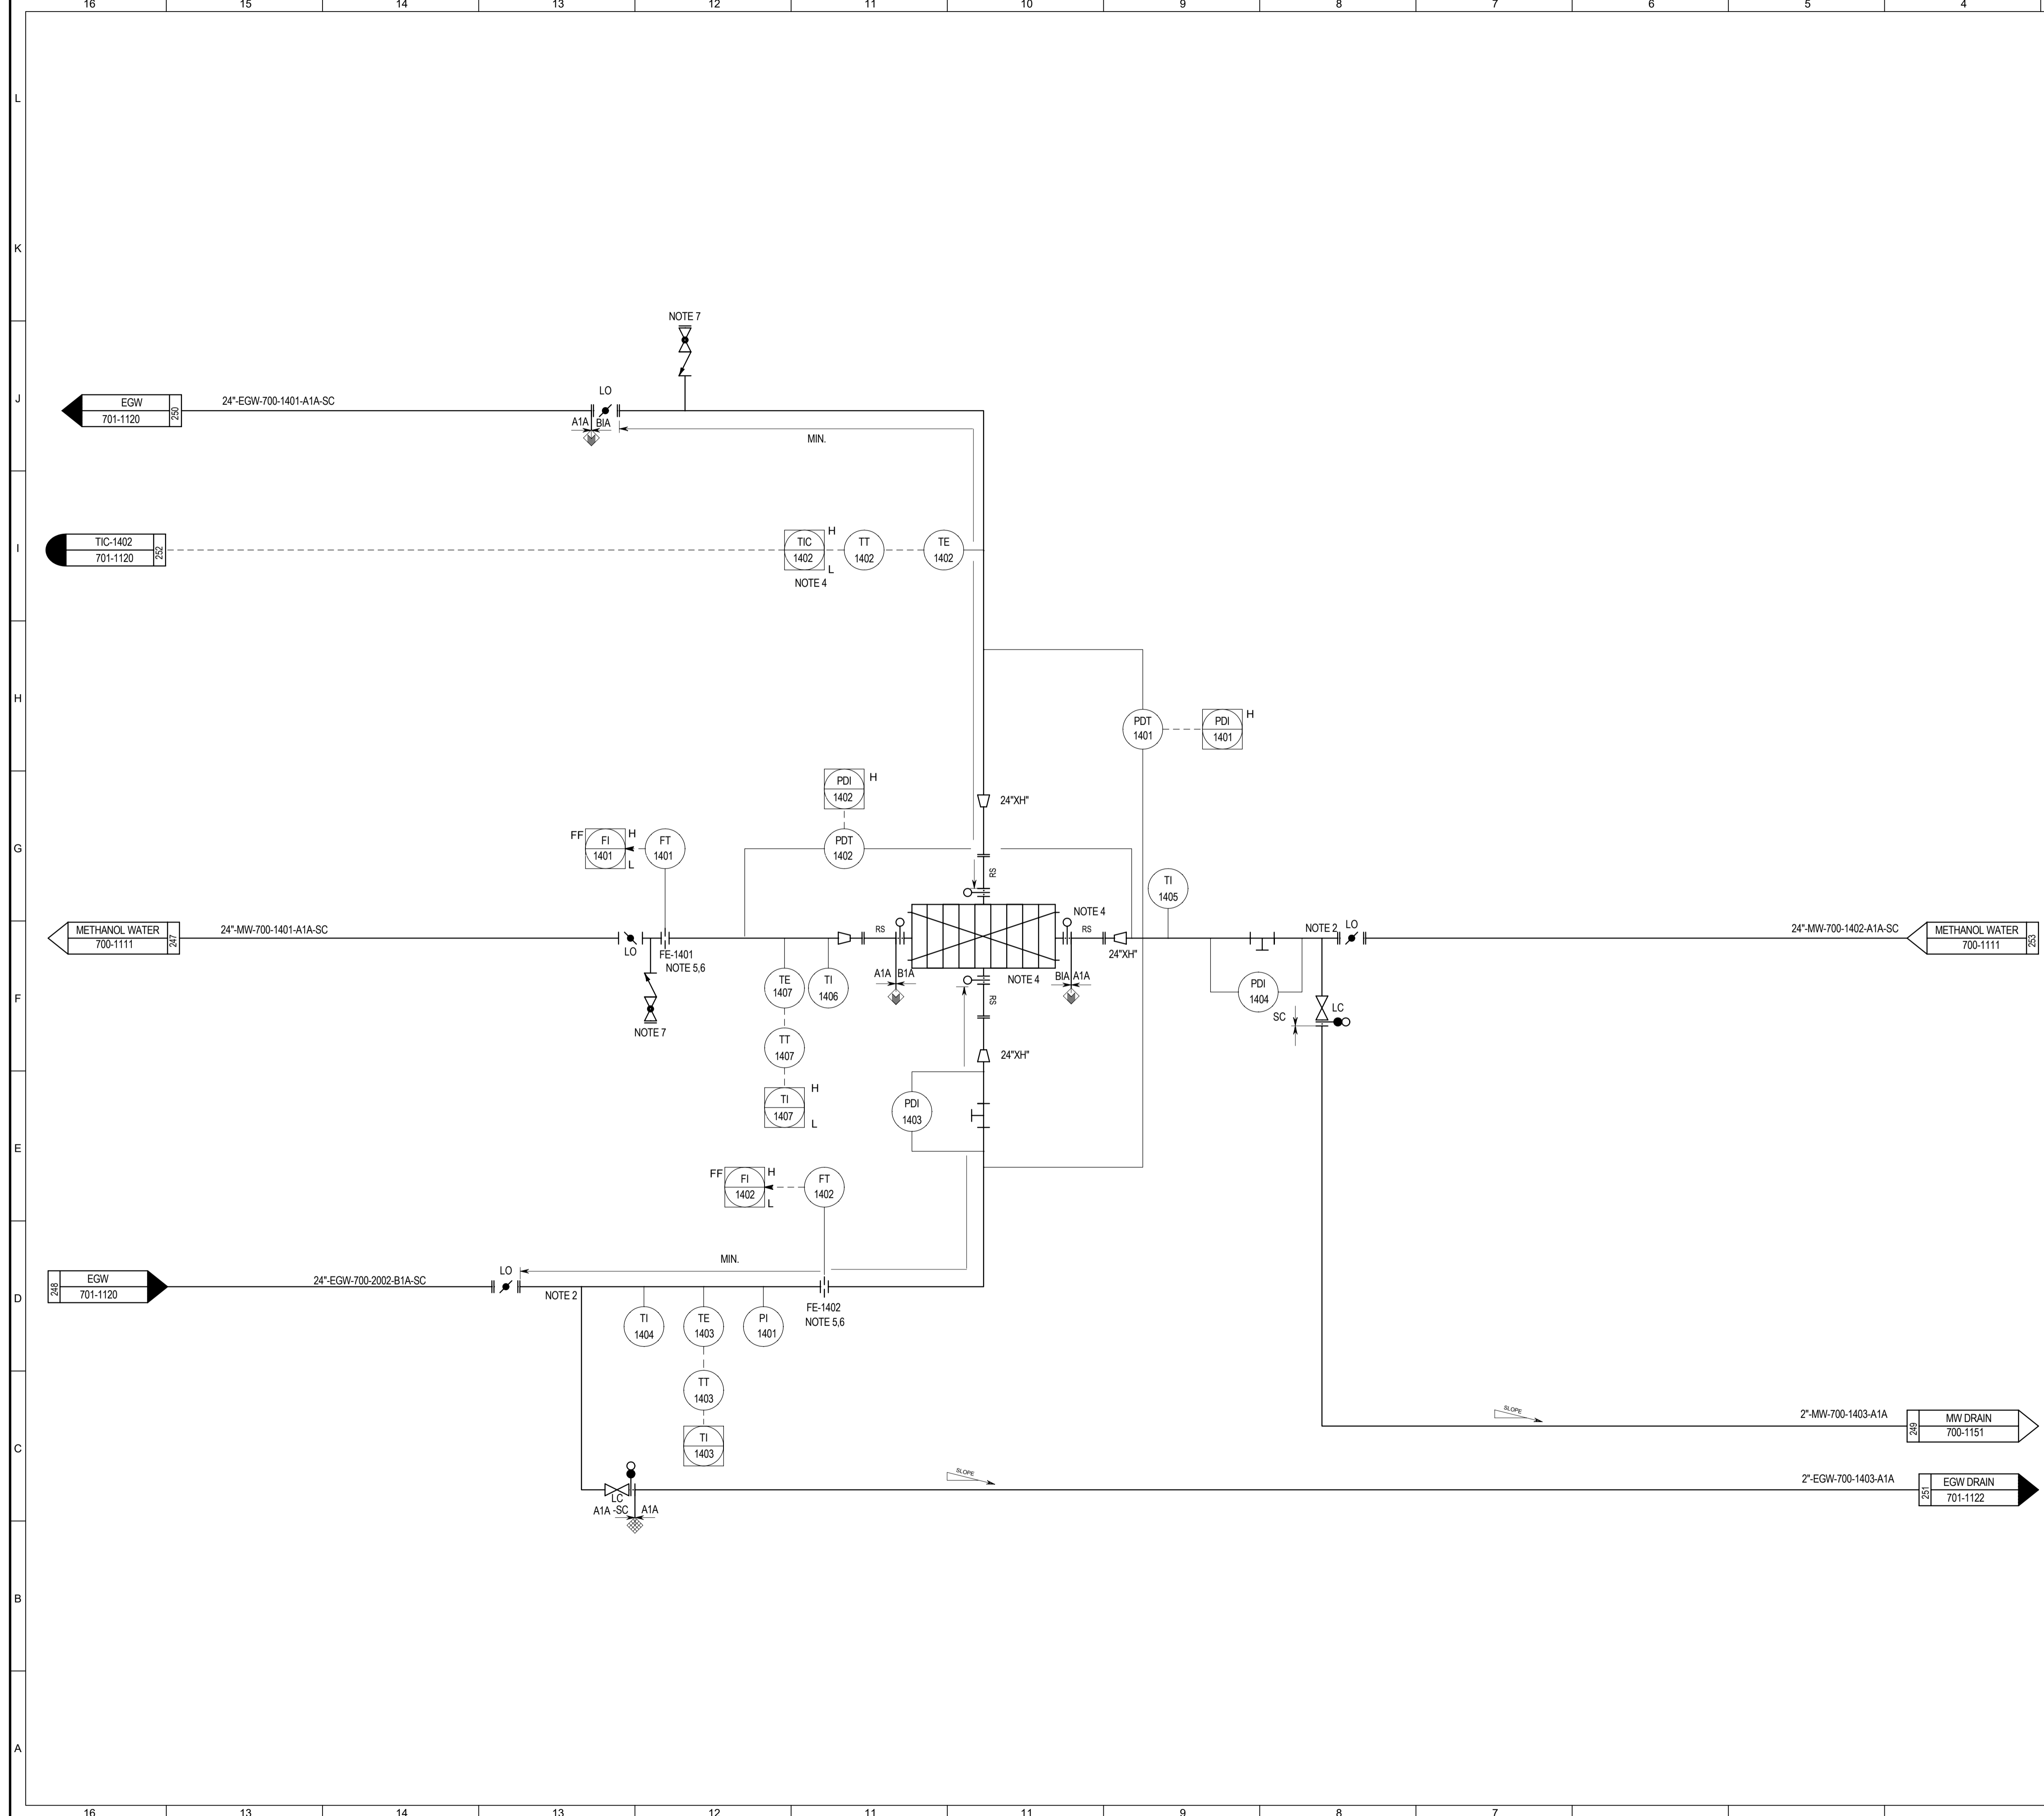 16 15 14 13 12 11 10 9 8 7 6 5 4
L
K
NOTE 7
J
EGW
701-1120
250
24"-EGW-700-1401-A1A-SC
LO
A1A BIA
MIN.
I
TIC-1402
701-1120
252
TIC
1402
H
L
NOTE 4
TT
1402
TE
1402
H
PDT
1401
PDI
1401
H
PDI
1402
H
24"XH"
G
FF
FI
1401
H
L
FT
1401
PDT
1402
RS
TI
1405
METHANOL WATER
700-1111
247
24"-MW-700-1401-A1A-SC
LO
FE-1401
NOTE 5,6
RS
NOTE 4
RS
24"XH"
NOTE 2
LO
24"-MW-700-1402-A1A-SC
METHANOL WATER
700-1111
253
F
NOTE 7
TE
1407
TI
1406
A1A B1A
NOTE 4
BIA A1A
RS
PDI
1404
SC
LC
TT
1407
24"XH"
TI
1407
H
L
PDI
1403
E
FF
FI
1402
H
L
FT
1402
MIN.
D
248
EGW
701-1120
24"-EGW-700-2002-B1A-SC
LO
NOTE 2
TI
1404
TE
1403
PI
1401
FE-1402
NOTE 5,6
TT
1403
SLOPE
2"-MW-700-1403-A1A
249
MW DRAIN
700-1151
C
TI
1403
SLOPE
2"-EGW-700-1403-A1A
251
EGW DRAIN
701-1122
LC
A1A -SC A1A
B
A
16 13 14 13 12 11 11 9 8 7